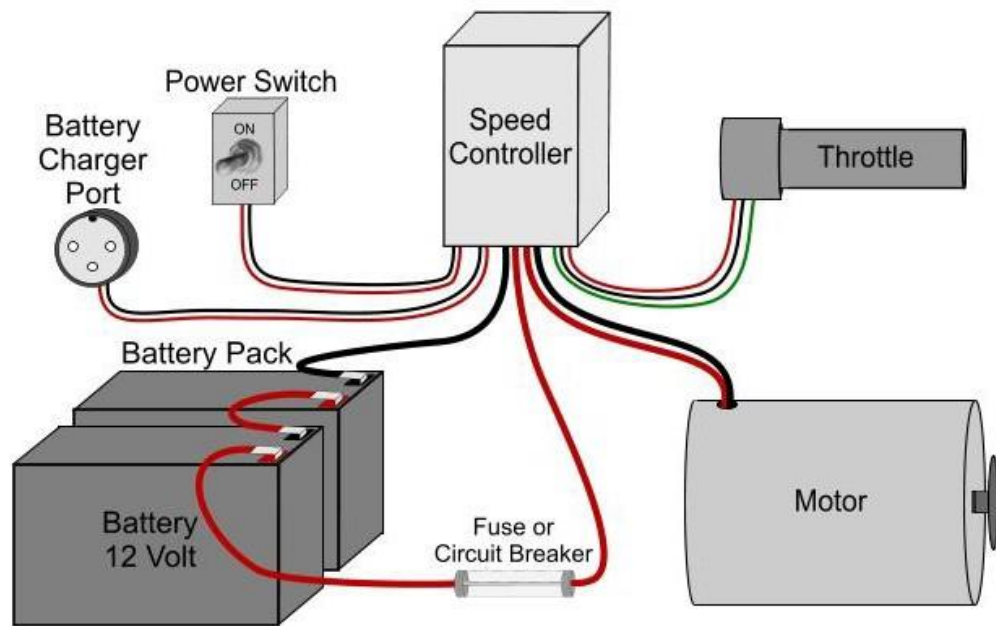 Power Switch
ON
OFF
Battery
Charger
Port
Speed
Controller
Throttle
Battery Pack
Battery
12 Volt
Fuse or
Circuit Breaker
Motor